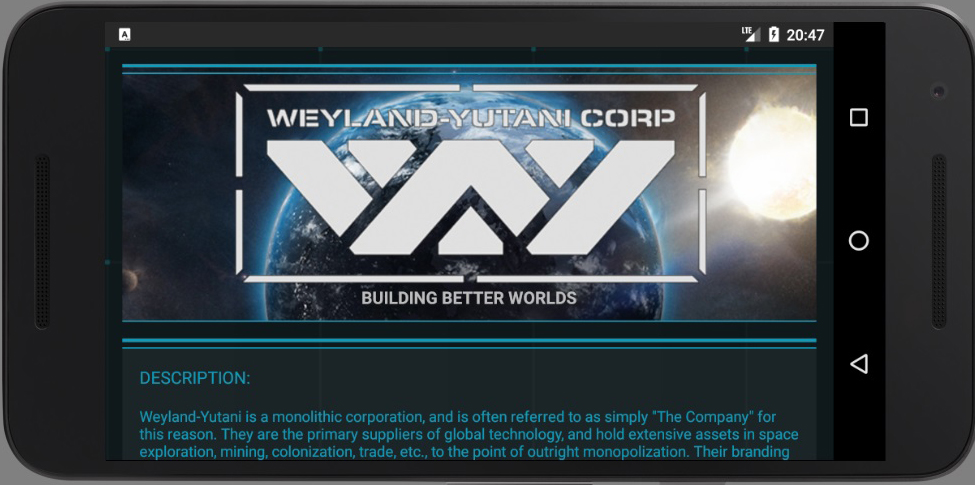 A
LTE
20:47
WEYLAND-YUTANI CORP
BUILDING BETTER WORLDS
DESCRIPTION:
Weyland-Yutani is a monolithic corporation, and is often referred to as simply "The Company" for
this reason. They are the primary suppliers of global technology, and hold extensive assets in space
exploration, mining, colonization, trade, etc., to the point of outright monopolization. Their branding